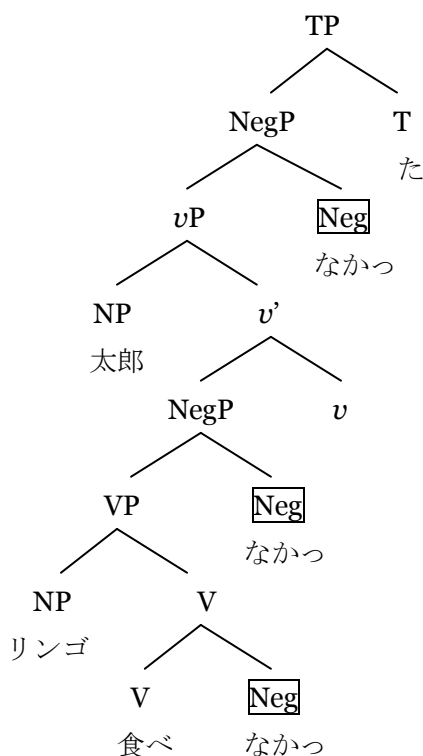 TP
NegP T
た
vP Neg
なかっ
NP v’
太郎
NegP v
VP Neg
なかっ
NP V
リンゴ
V Neg
食べ なかっ